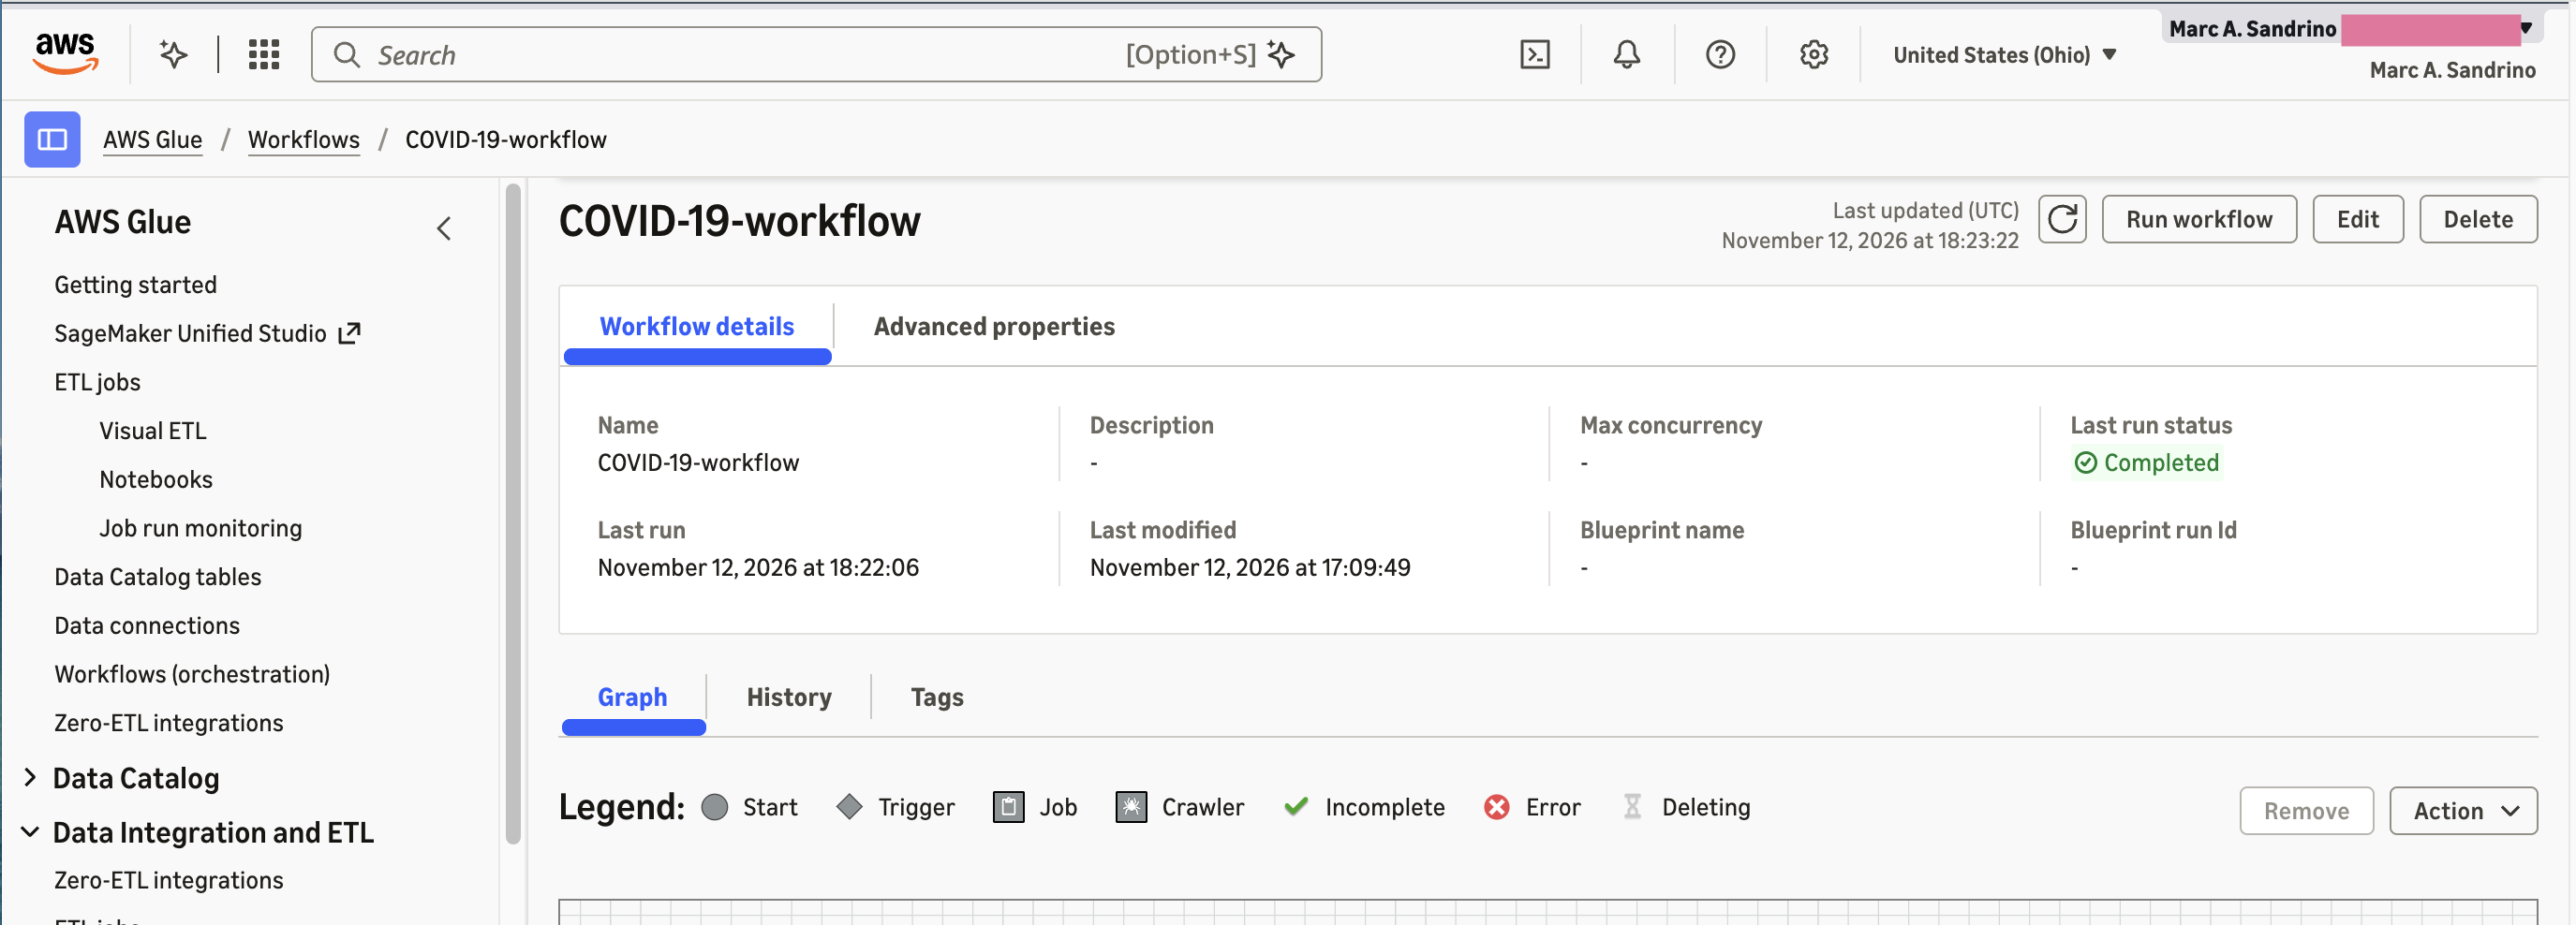 aws
Search [Option+S]
United States (Ohio)
Marc A. Sandrino
Marc A. Sandrino
AWS Glue / Workflows / COVID-19-workflow
AWS Glue
Getting started
SageMaker Unified Studio
ETL jobs
Visual ETL
Notebooks
Job run monitoring
Data Catalog tables
Data connections
Workflows (orchestration)
Zero-ETL integrations
Data Catalog
Data Integration and ETL
Zero-ETL integrations
ETL jobs
COVID-19-workflow
Last updated (UTC)
November 12, 2026 at 18:23:22
Run workflow
Edit
Delete
Workflow details
Advanced properties
Name
COVID-19-workflow
Description
-
Max concurrency
-
Last run status
Completed
Last run
November 12, 2026 at 18:22:06
Last modified
November 12, 2026 at 17:09:49
Blueprint name
-
Blueprint run Id
-
Graph
History
Tags
Legend: Start Trigger Job Crawler Incomplete Error Deleting
Remove
Action